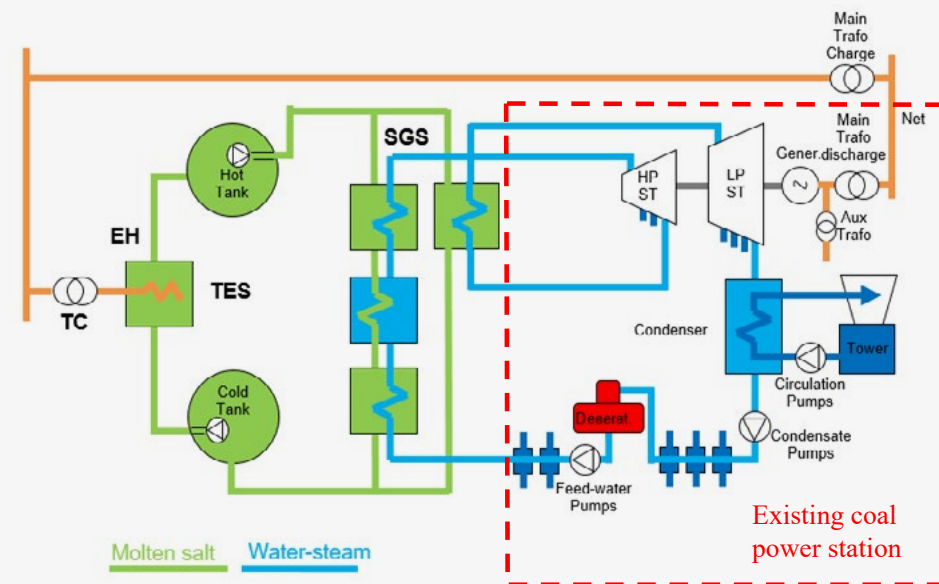 Main
Trafo
Charge
Net
Main
Trafo
Gener.discharge
SGS
HP
ST
LP
ST
~
Hot
Tank
Aux
Trafo
EH
TES
TC
Condenser
Tower
Circulation
Pumps
Cold
Tank
Deaerat.
Condensate
Pumps
Feed-water
Pumps
Existing coal
power station
Molten salt
Water-steam